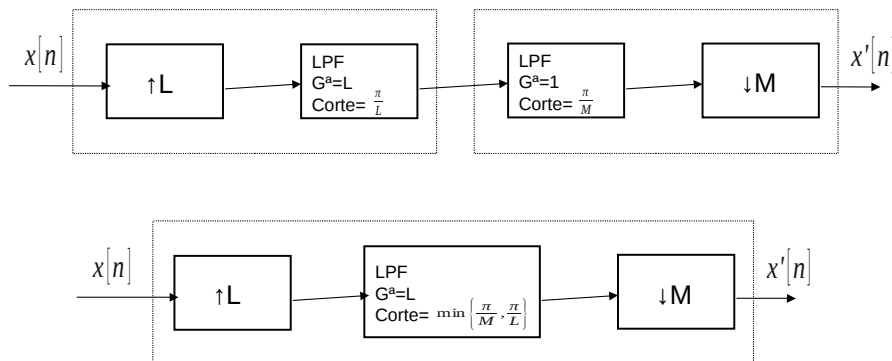 x[n]
↑L
LPF
Gª=L
Corte= π/L
LPF
Gª=1
Corte= π/M
↓M
x'[n]
x[n]
↑L
LPF
Gª=L
Corte= min{π/M, π/L}
↓M
x'[n]